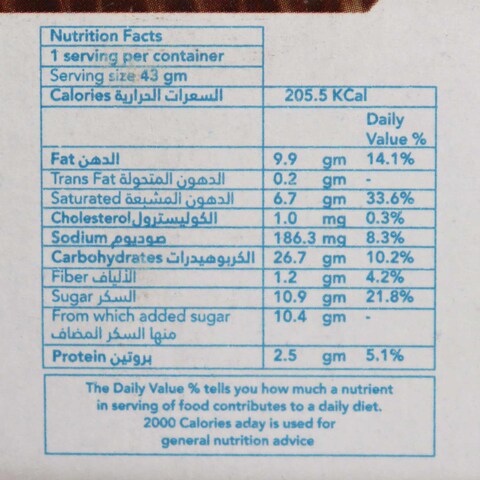 Nutrition Facts
1 serving per container
Serving size 43 gm
Calories السعرات الحرارية 205.5 KCal
Daily
Value %
Fat الدهن 9.9 gm 14.1%
Trans Fat الدهون المتحولة 0.2 gm -
Saturated الدهون المشبعة 6.7 gm 33.6%
Cholesterol الكوليسترول 1.0 mg 0.3%
Sodium صوديوم 186.3 mg 8.3%
Carbohydrates الكربوهيدرات 26.7 gm 10.2%
Fiber الألياف 1.2 gm 4.2%
Sugar السكر 10.9 gm 21.8%
From which added sugar 10.4 gm -
منها السكر المضاف
Protein بروتين 2.5 gm 5.1%
The Daily Value % tells you how much a nutrient
in serving of food contributes to a daily diet.
2000 Calories aday is used for
general nutrition advice